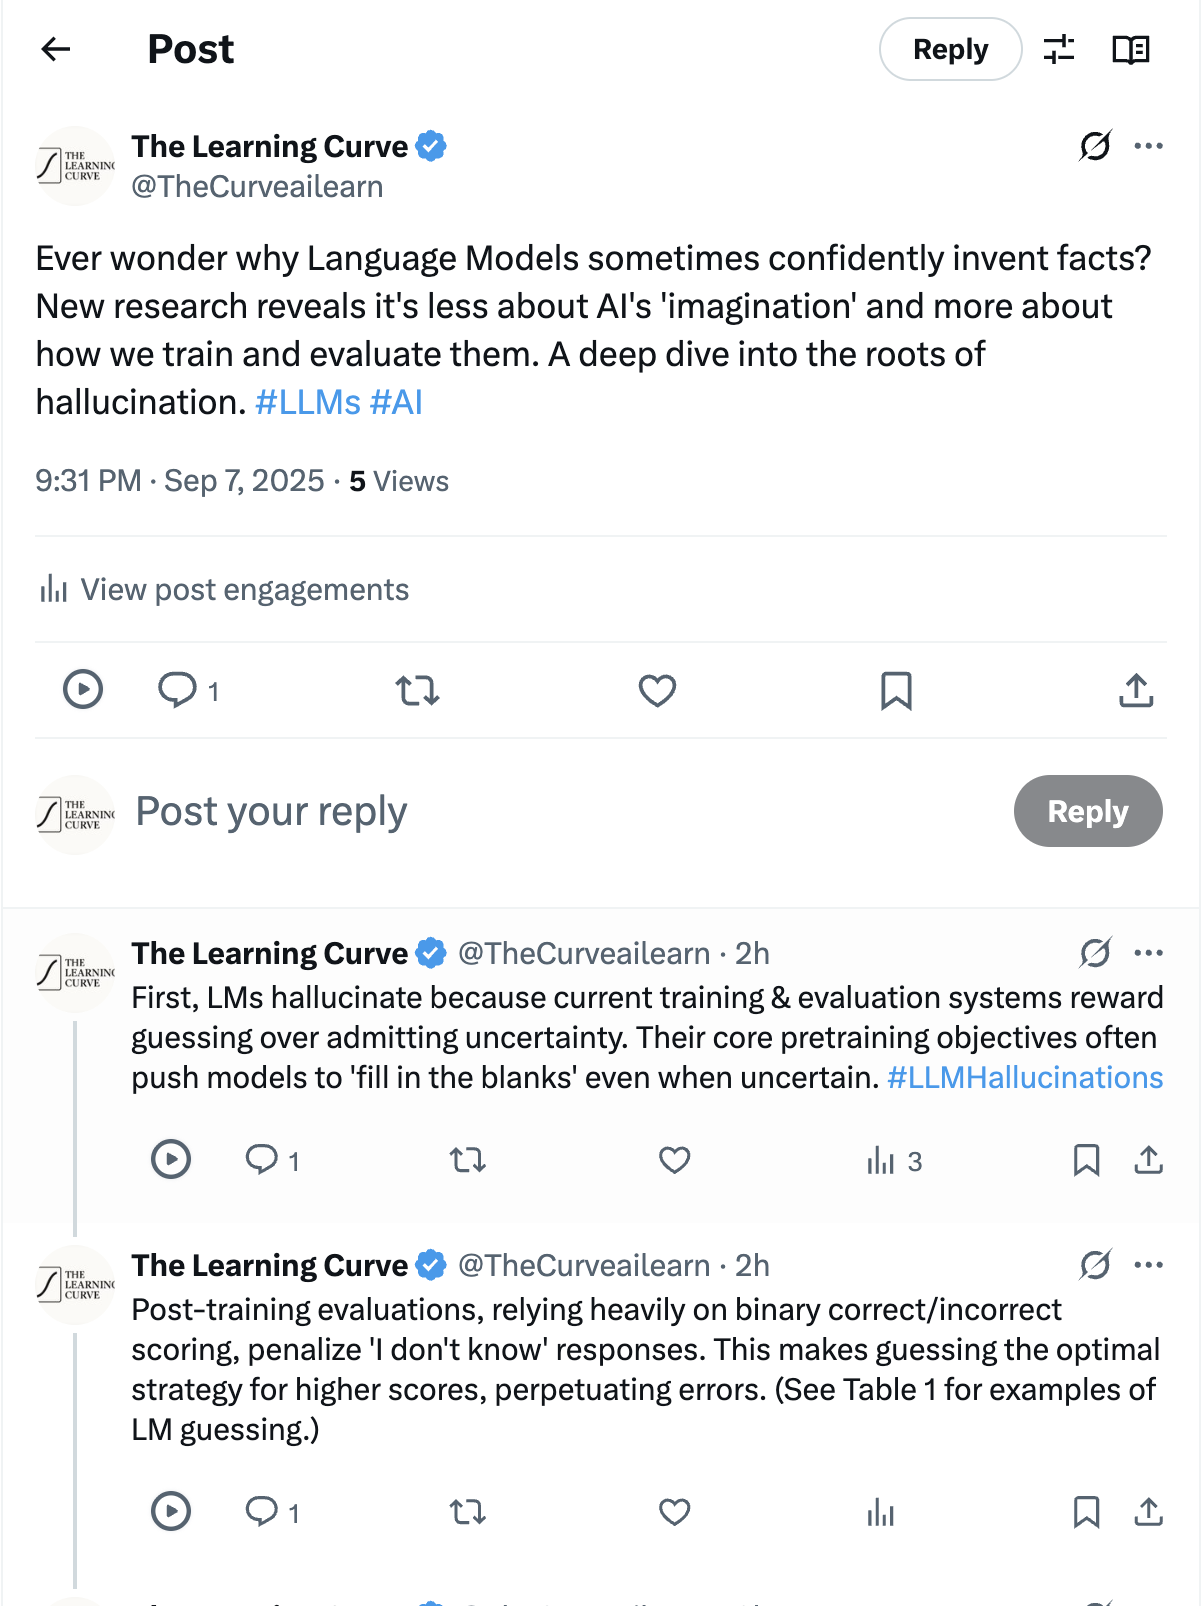 Post
Reply
THE
LEARNING
CURVE
The Learning Curve
@TheCurveailearn
Ever wonder why Language Models sometimes confidently invent facts?
New research reveals it's less about AI's 'imagination' and more about
how we train and evaluate them. A deep dive into the roots of
hallucination. #LLMs #AI
9:31 PM · Sep 7, 2025 · 5 Views
View post engagements
1
THE
LEARNING
CURVE
Post your reply
Reply
THE
LEARNING
CURVE
The Learning Curve @TheCurveailearn · 2h
First, LMs hallucinate because current training & evaluation systems reward
guessing over admitting uncertainty. Their core pretraining objectives often
push models to 'fill in the blanks' even when uncertain. #LLMHallucinations
1 3
THE
LEARNING
CURVE
The Learning Curve @TheCurveailearn · 2h
Post-training evaluations, relying heavily on binary correct/incorrect
scoring, penalize 'I don't know' responses. This makes guessing the optimal
strategy for higher scores, perpetuating errors. (See Table 1 for examples of
LM guessing.)
1